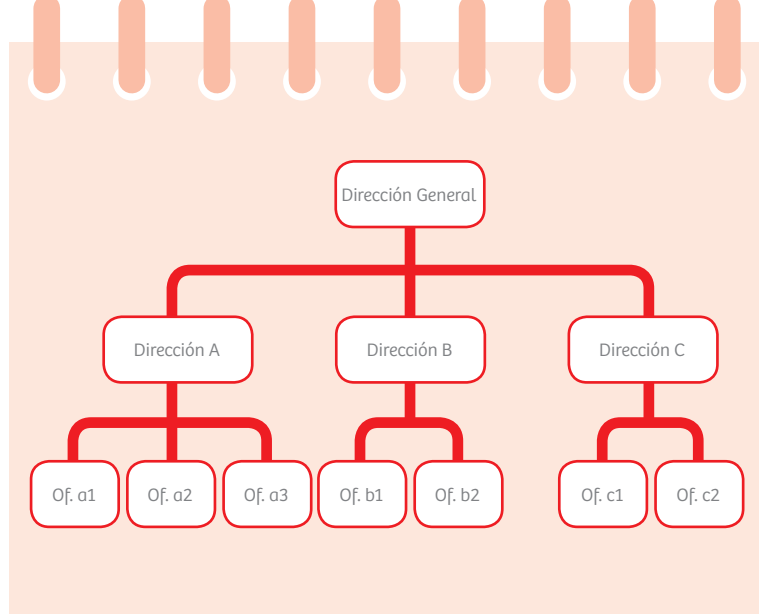 Dirección General
Dirección A
Dirección B
Dirección C
Of. a1
Of. a2
Of. a3
Of. b1
Of. b2
Of. c1
Of. c2